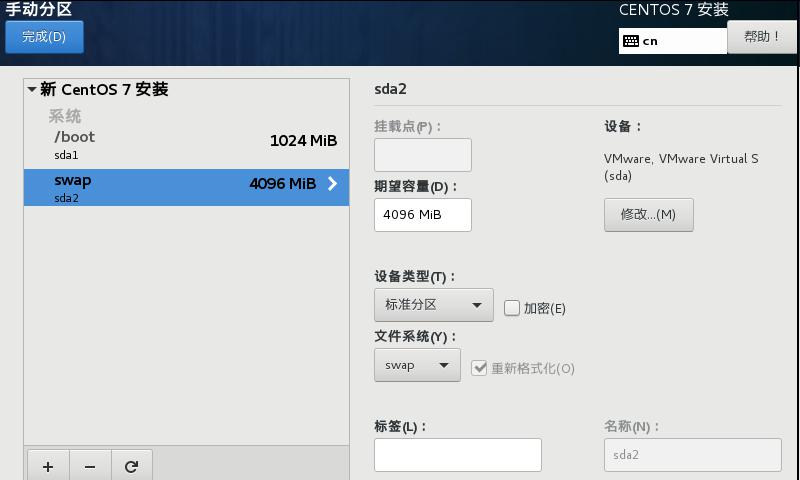 手动分区
CENTOS 7 安装
完成(D)
cn
帮助！
新 CentOS 7 安装
系统
/boot
1024 MiB
sda1
swap
4096 MiB
sda2
sda2
挂载点(P)：
设备：
VMware, VMware Virtual S
(sda)
期望容量(D)：
4096 MiB
修改...(M)
设备类型(T)：
标准分区
加密(E)
文件系统(Y)：
swap
重新格式化(O)
标签(L)：
名称(N)：
sda2